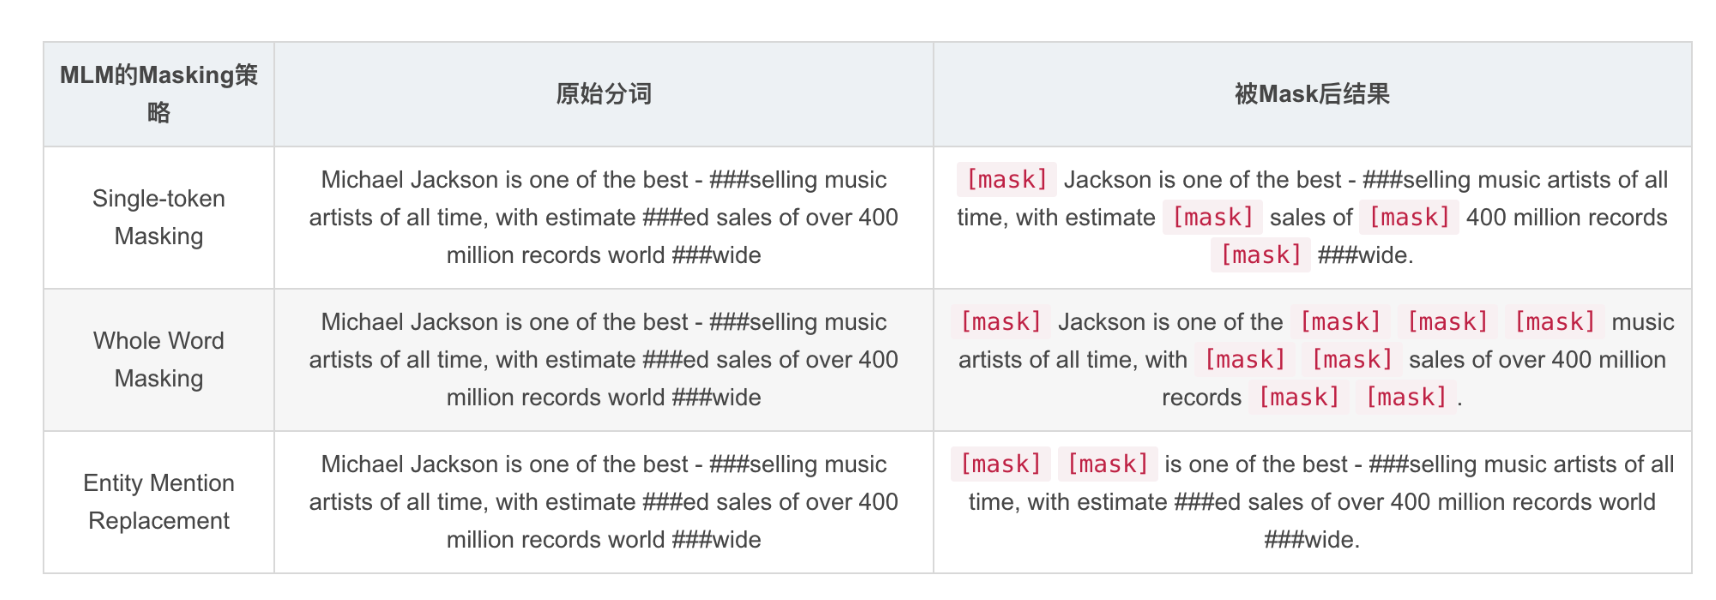 MLM的Masking策
略
原始分词
被Mask后结果
Single-token
Masking
Michael Jackson is one of the best - ###selling music
artists of all time, with estimate ###ed sales of over 400
million records world ###wide
[mask] Jackson is one of the best - ###selling music artists of all
time, with estimate [mask] sales of [mask] 400 million records
[mask] ###wide.
Whole Word
Masking
Michael Jackson is one of the best - ###selling music
artists of all time, with estimate ###ed sales of over 400
million records world ###wide
[mask] Jackson is one of the [mask] [mask] [mask] music
artists of all time, with [mask] [mask] sales of over 400 million
records [mask] [mask] .
Entity Mention
Replacement
Michael Jackson is one of the best - ###selling music
artists of all time, with estimate ###ed sales of over 400
million records world ###wide
[mask] [mask] is one of the best - ###selling music artists of all
time, with estimate ###ed sales of over 400 million records world
###wide.